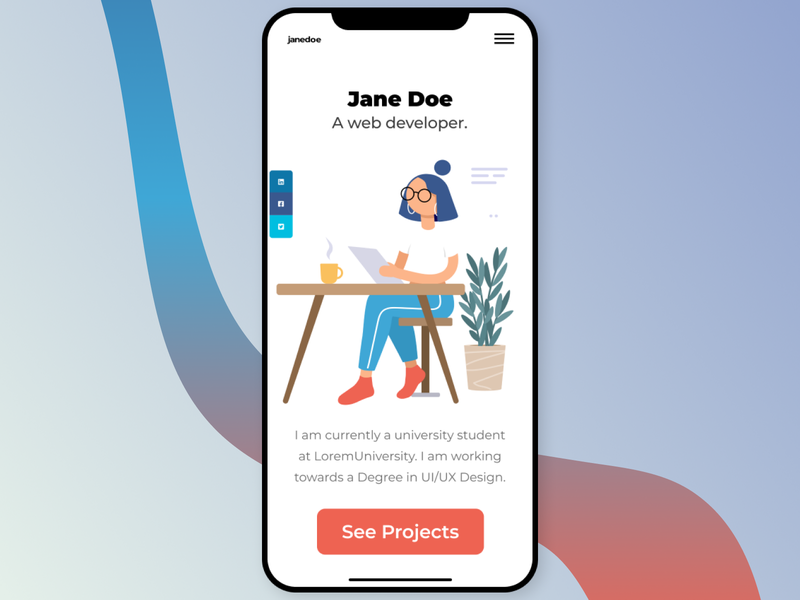 janedoe
Jane Doe
A web developer.
I am currently a university student
at LoremUniversity. I am working
towards a Degree in UI/UX Design.
See Projects